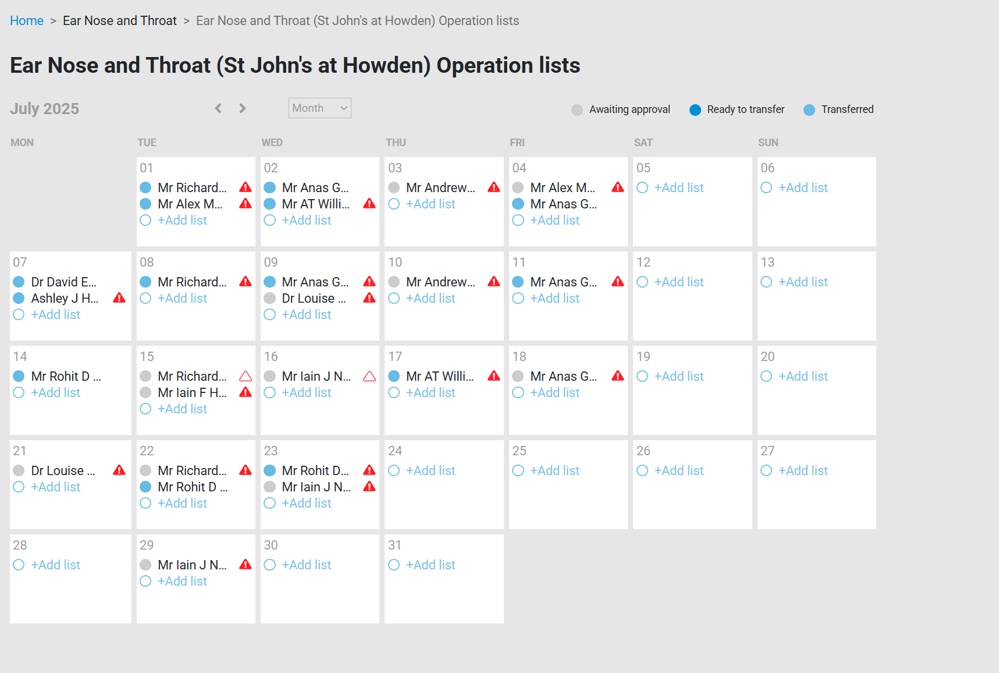 Home > Ear Nose and Throat > Ear Nose and Throat (St John's at Howden) Operation lists
Ear Nose and Throat (St John's at Howden) Operation lists
July 2025
Month
Awaiting approval
Ready to transfer
Transferred
MON TUE WED THU FRI SAT SUN
01
Mr Richard...
Mr Alex M...
+Add list
02
Mr Anas G...
Mr AT Willi...
+Add list
03
Mr Andrew...
+Add list
04
Mr Alex M...
Mr Anas G...
+Add list
05
+Add list
06
+Add list
07
Dr David E...
Ashley J H...
+Add list
08
Mr Richard...
+Add list
09
Mr Anas G...
Dr Louise ...
+Add list
10
Mr Andrew...
+Add list
11
Mr Anas G...
+Add list
12
+Add list
13
+Add list
14
Mr Rohit D ...
+Add list
15
Mr Richard...
Mr Iain F H...
+Add list
16
Mr Iain J N...
+Add list
17
Mr AT Willi...
+Add list
18
Mr Anas G...
+Add list
19
+Add list
20
+Add list
21
Dr Louise ...
+Add list
22
Mr Richard...
Mr Rohit D ...
+Add list
23
Mr Rohit D...
Mr Iain J N...
+Add list
24
+Add list
25
+Add list
26
+Add list
27
+Add list
28
+Add list
29
Mr Iain J N...
+Add list
30
+Add list
31
+Add list